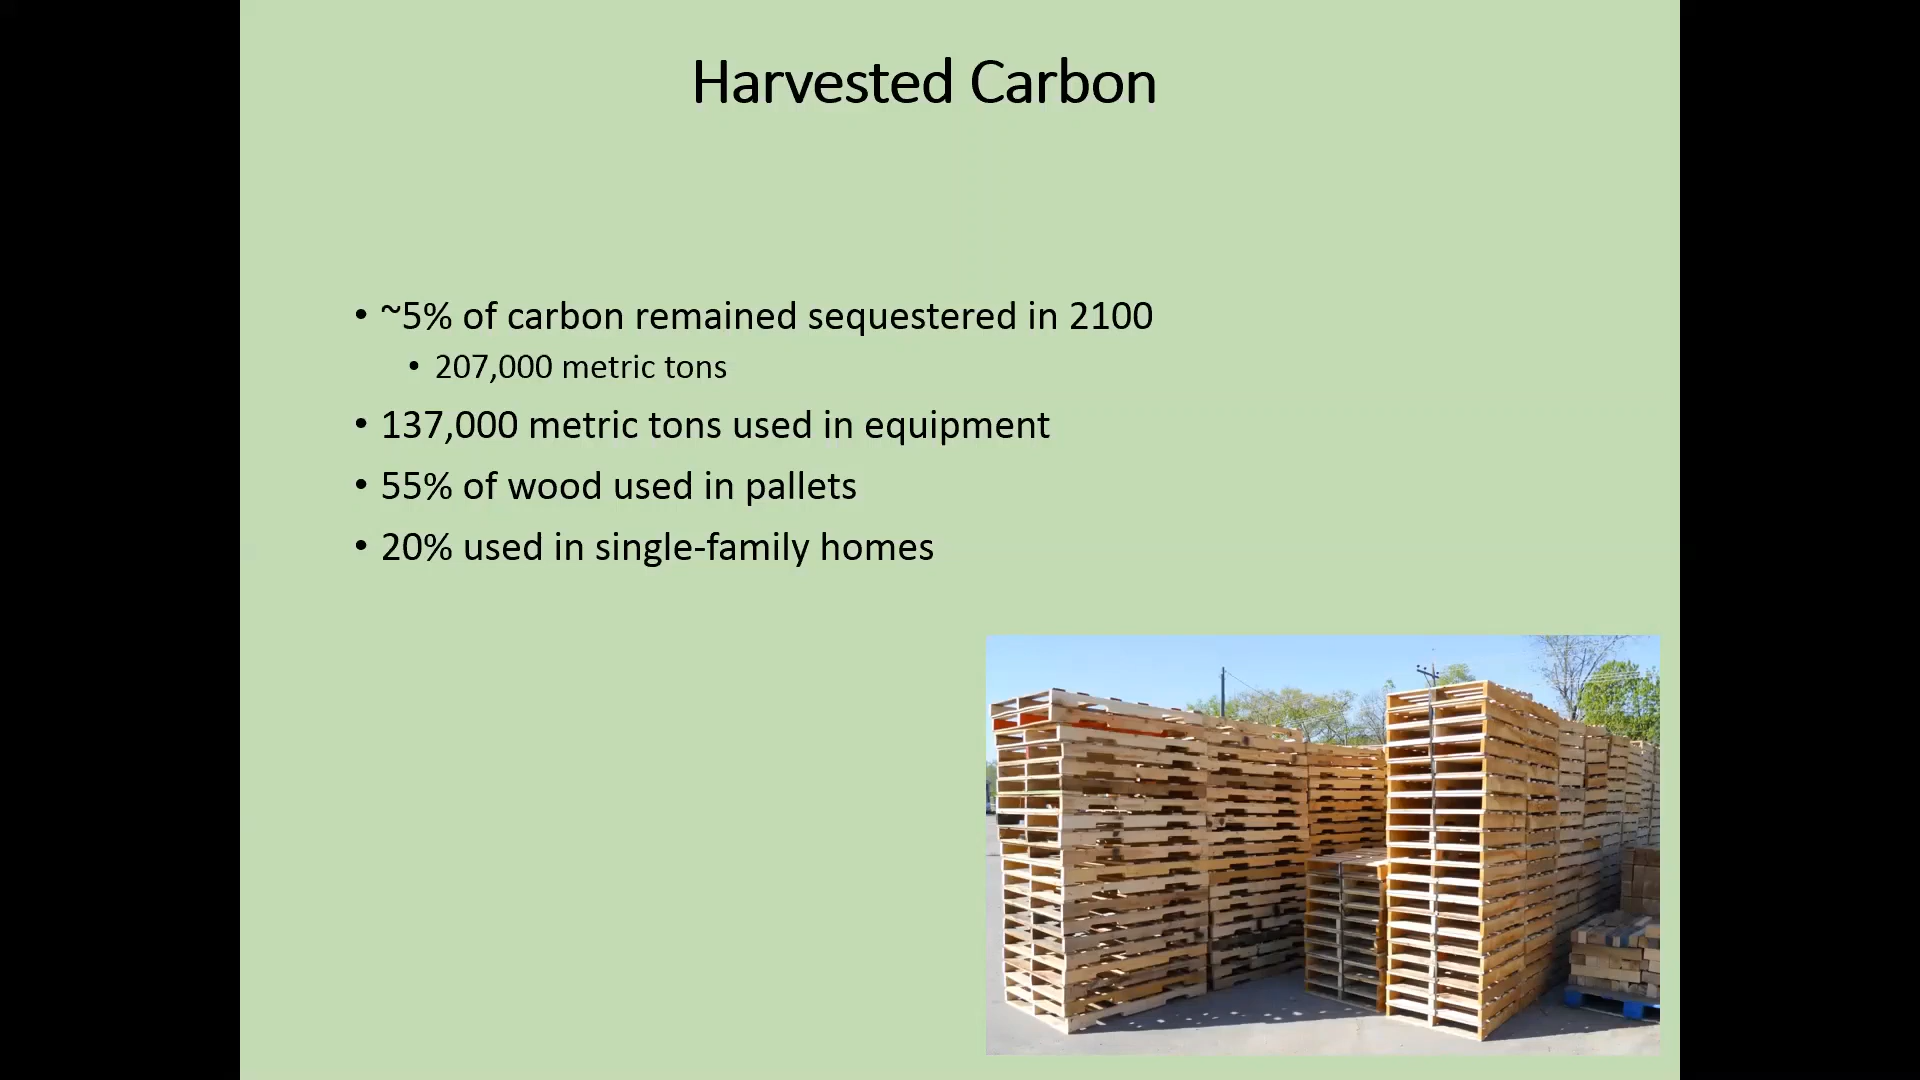 Harvested Carbon
• ~5% of carbon remained sequestered in 2100
• 207,000 metric tons
• 137,000 metric tons used in equipment
• 55% of wood used in pallets
• 20% used in single-family homes